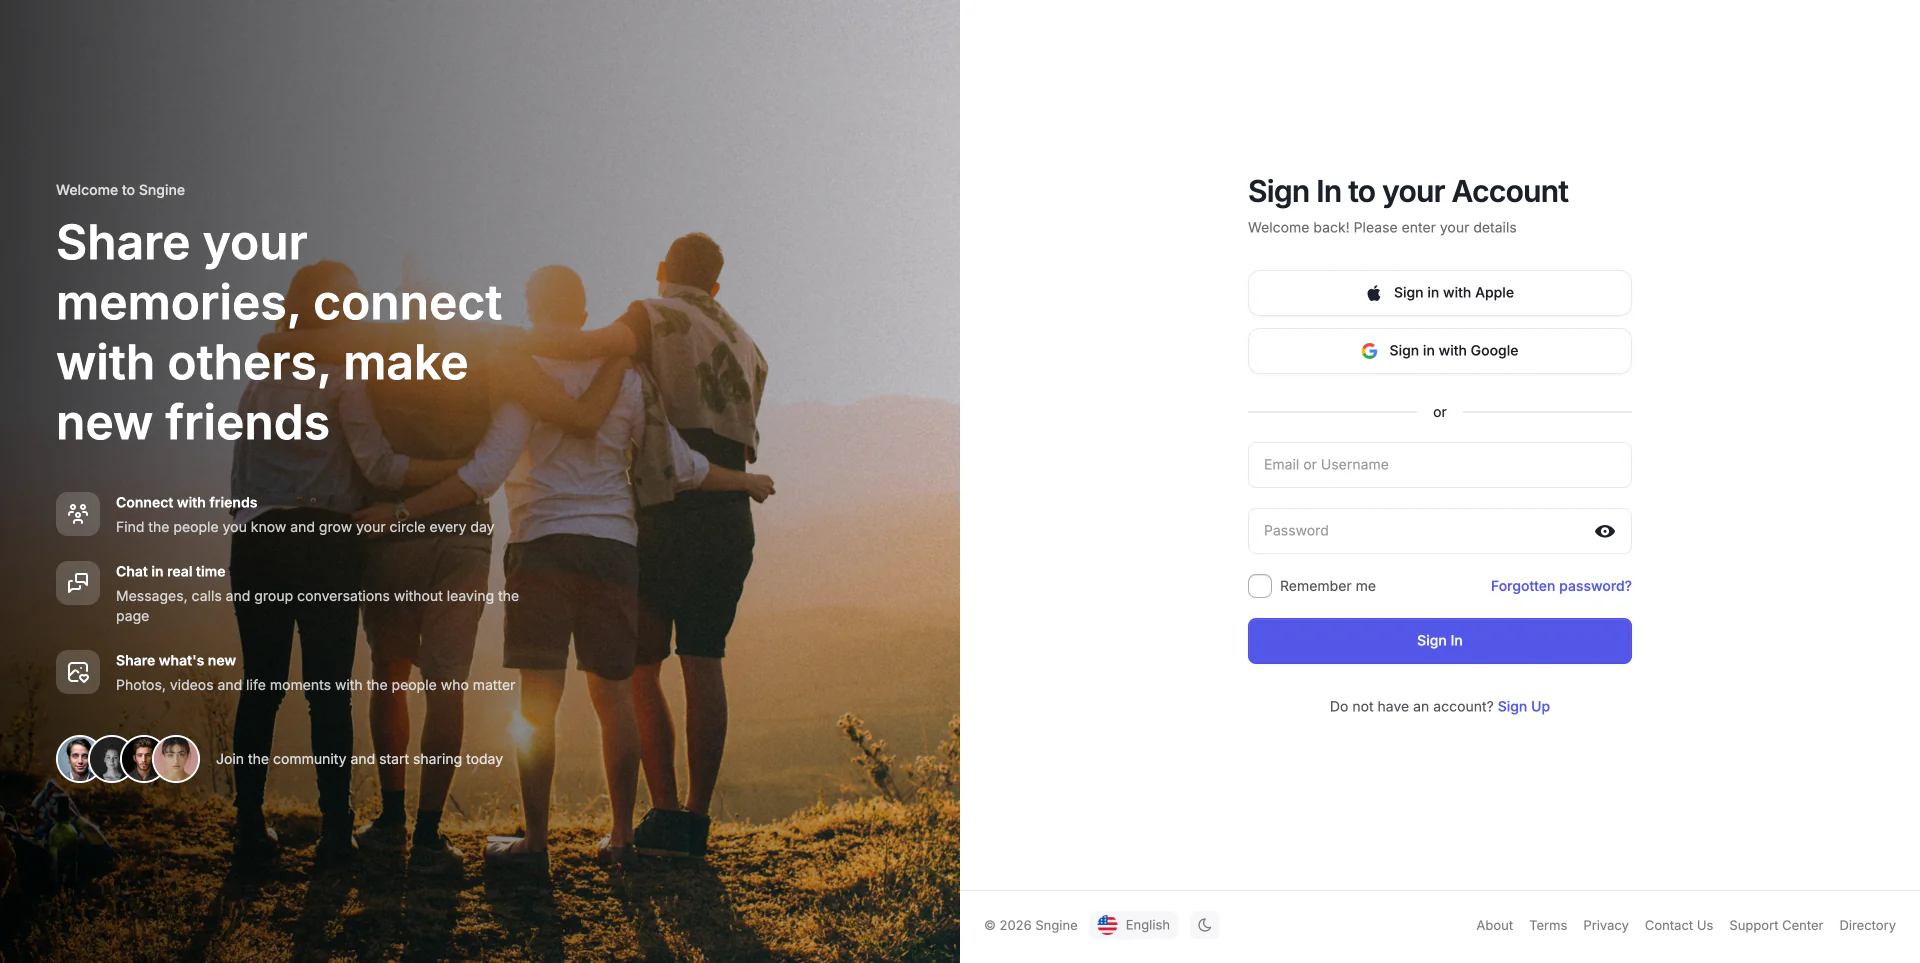 Welcome to Sngine
Share your
memories, connect
with others, make
new friends
Connect with friends
Find the people you know and grow your circle every day
Chat in real time
Messages, calls and group conversations without leaving the
page
Share what's new
Photos, videos and life moments with the people who matter
Join the community and start sharing today
Sign In to your Account
Welcome back! Please enter your details
Sign in with Apple
Sign in with Google
or
Email or Username
Password
Remember me
Forgotten password?
Sign In
Do not have an account? Sign Up
© 2026 Sngine
English
About Terms Privacy Contact Us Support Center Directory